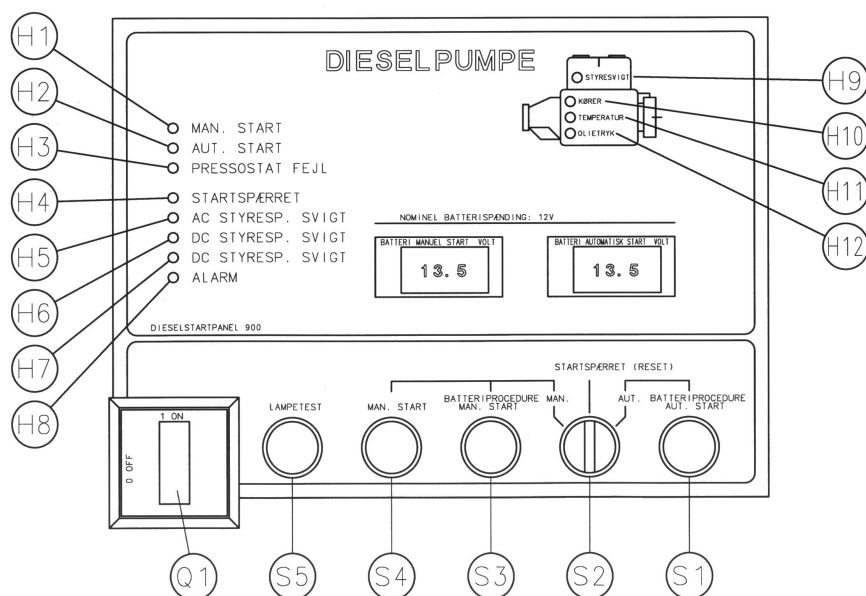 H1
H2
H3
H4
H5
H6
H7
H8
DIESELPUMPE
MAN. START
AUT. START
PRESSOSTAT FEJL
STARTSPÆRRET
AC STYRESP. SVIGT
DC STYRESP. SVIGT
DC STYRESP. SVIGT
ALARM
STYRESVIGT
KØRER
TEMPERATUR
OLIETRYK
H9
H10
H11
H12
NOMINEL BATTERISPÆNDING: 12V
BATTERI MANUEL START VOLT
13.5
BATTERI AUTOMATISK START VOLT
13.5
DIESELSTARTPANEL 900
1 ON
0 OFF
LAMPETEST
MAN. START
BATTERIPROCEDURE
MAN. START
MAN.
STARTSPÆRRET (RESET)
AUT.
BATTERIPROCEDURE
AUT. START
Q1
S5
S4
S3
S2
S1